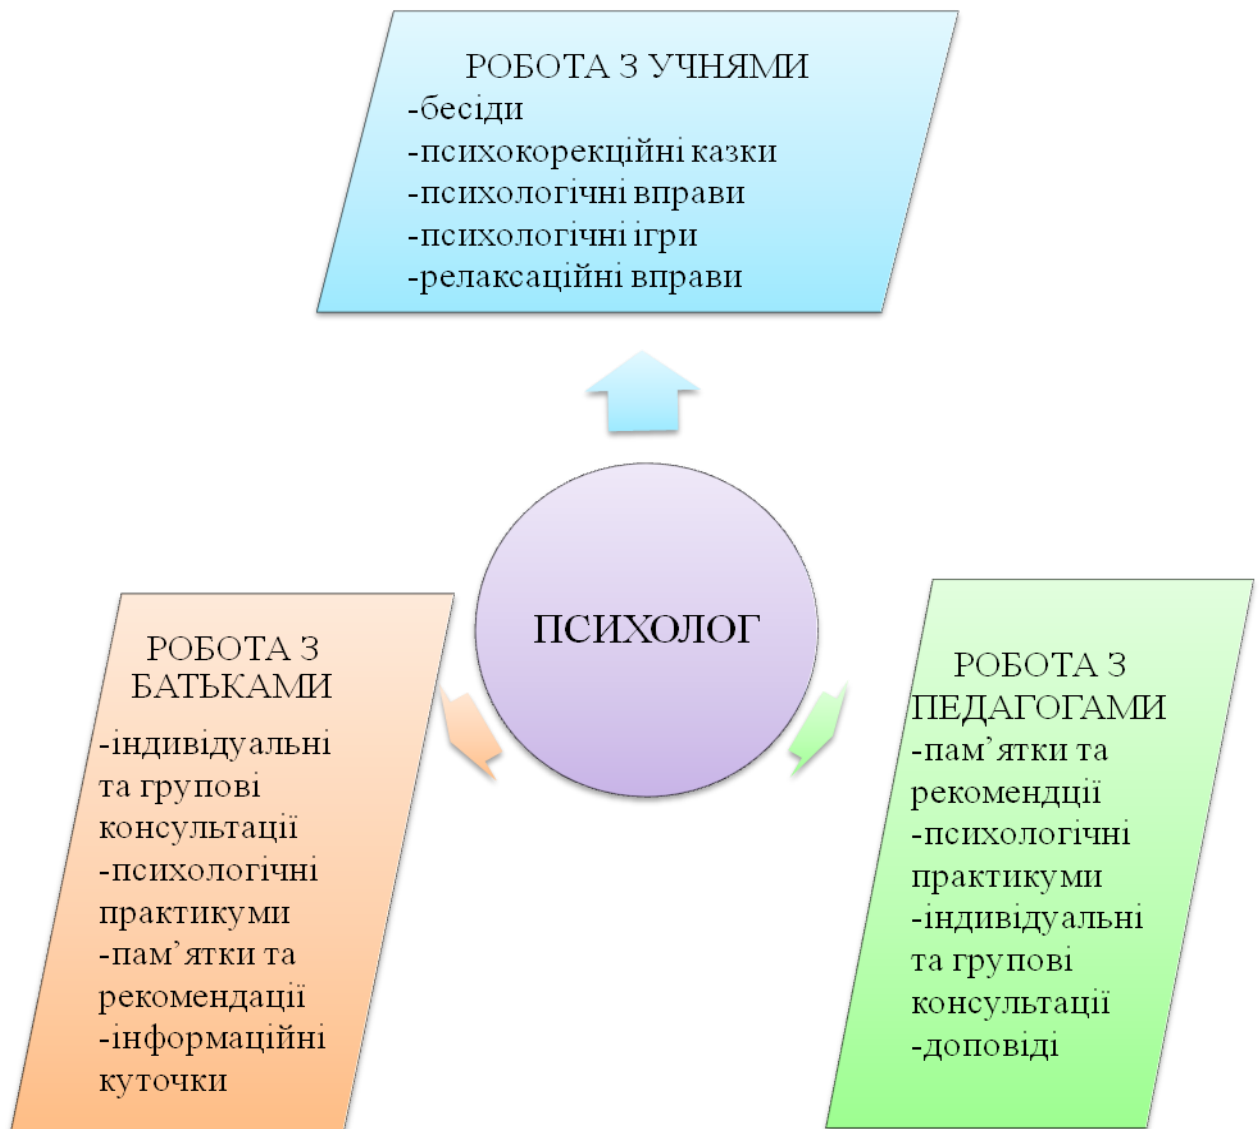 РОБОТА З УЧНЯМИ
-бесіди
-психокорекційні казки
-психологічні вправи
-психологічні ігри
-релаксаційні вправи
ПСИХОЛОГ
РОБОТА З
БАТЬКАМИ
-індивідуальні
та групові
консультації
-психологічні
практикуми
-пам’ятки та
рекомендації
-інформаційні
куточки
РОБОТА З
ПЕДАГОГАМИ
-пам’ятки та
рекомендції
-психологічні
практикуми
-індивідуальні
та групові
консультації
-доповіді